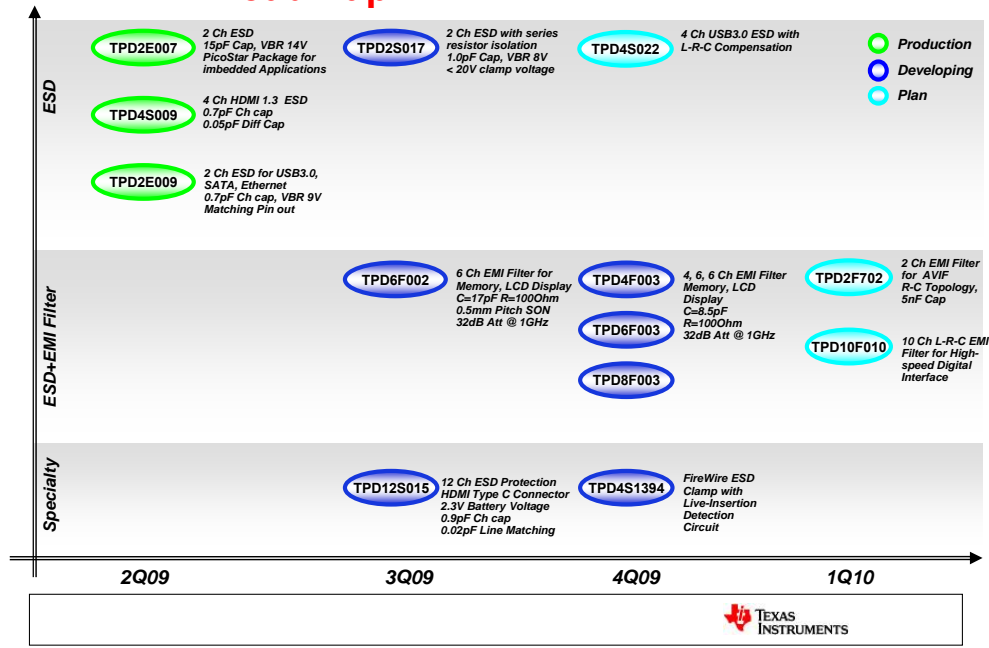 TPD2E007
2 Ch ESD
15pF Cap, VBR 14V
PicoStar Package for
imbedded Applications
TPD2S017
2 Ch ESD with series
resistor isolation
1.0pF Cap, VBR 8V
< 20V clamp voltage
TPD4S022
4 Ch USB3.0 ESD with
L-R-C Compensation
Production
Developing
Plan
ESD
TPD4S009
4 Ch HDMI 1.3 ESD
0.7pF Ch cap
0.05pF Diff Cap
TPD2E009
2 Ch ESD for USB3.0,
SATA, Ethernet
0.7pF Ch cap, VBR 9V
Matching Pin out
ESD+EMI Filter
TPD6F002
6 Ch EMI Filter for
Memory, LCD Display
C=17pF R=100Ohm
0.5mm Pitch SON
32dB Att @ 1GHz
TPD4F003
TPD6F003
TPD8F003
4, 6, 6 Ch EMI Filter
Memory, LCD
Display
C=8.5pF
R=100Ohm
32dB Att @ 1GHz
TPD2F702
2 Ch EMI Filter
for AVIF
R-C Topology,
5nF Cap
TPD10F010
10 Ch L-R-C EMI
Filter for High-
speed Digital
Interface
Specialty
TPD12S015
12 Ch ESD Protection
HDMI Type C Connector
2.3V Battery Voltage
0.9pF Ch cap
0.02pF Line Matching
TPD4S1394
FireWire ESD
Clamp with
Live-Insertion
Detection
Circuit
2Q09
3Q09
4Q09
1Q10
TEXAS
INSTRUMENTS